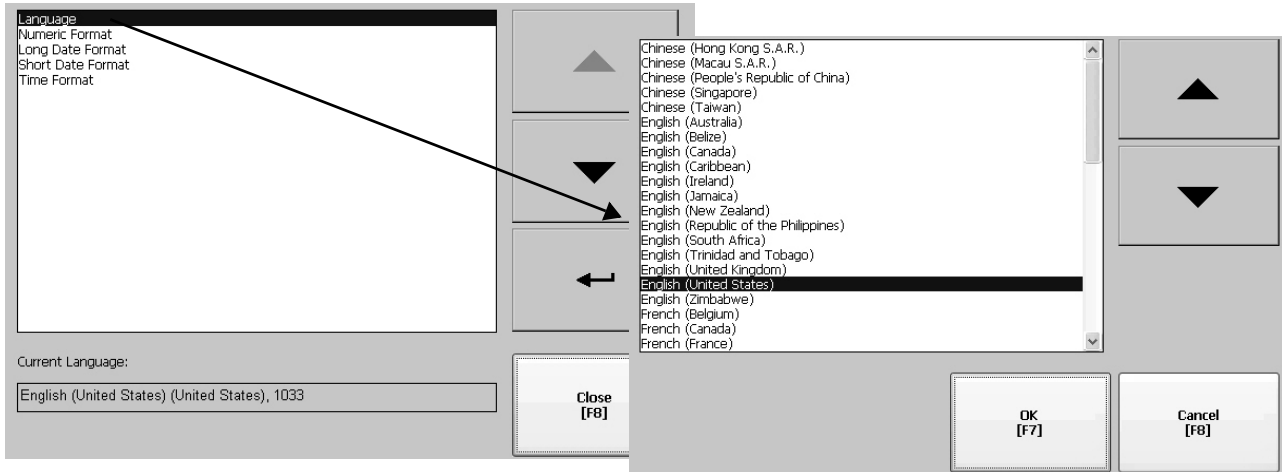 Language
Numeric Format
Long Date Format
Short Date Format
Time Format
Current Language:
English (United States) (United States), 1033
Close
[F8]
Chinese (Hong Kong S.A.R.)
Chinese (Macau S.A.R.)
Chinese (People's Republic of China)
Chinese (Singapore)
Chinese (Taiwan)
English (Australia)
English (Belize)
English (Canada)
English (Caribbean)
English (Ireland)
English (Jamaica)
English (New Zealand)
English (Republic of the Philippines)
English (South Africa)
English (Trinidad and Tobago)
English (United Kingdom)
English (United States)
English (Zimbabwe)
French (Belgium)
French (Canada)
French (France)
OK
[F7]
Cancel
[F8]